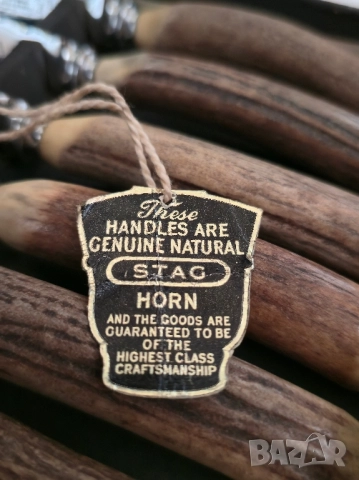 These
HANDLES ARE
GENUINE NATURAL
STAG
HORN
AND THE GOODS ARE
GUARANTEED TO BE
OF THE
HIGHEST CLASS
CRAFTSMANSHIP
BAZAR.BG